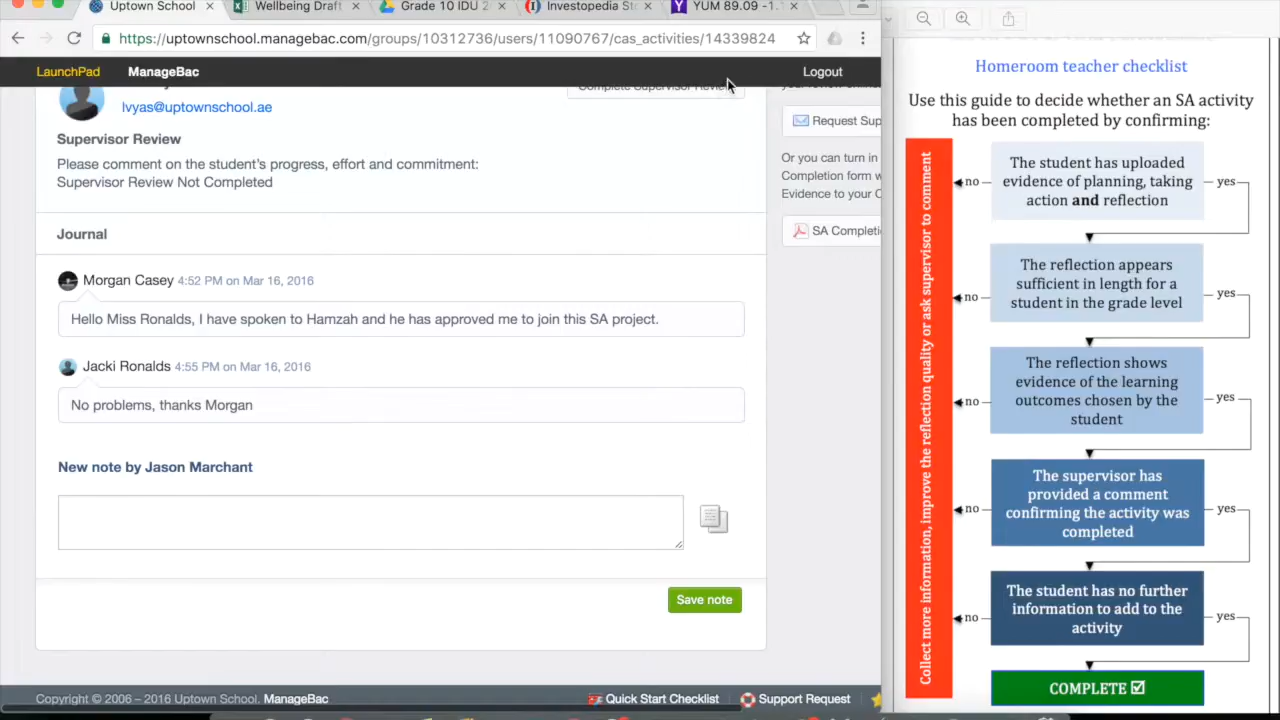 Uptown School
Wellbeing Draft
Grade 10 IDU 2
Investopedia St
YUM 89.09 -1.
https://uptownschool.managebac.com/groups/10312736/users/11090767/cas_activities/14339824
LaunchPad ManageBac Logout
lvyas@uptownschool.ae
Complete Supervisor Review
Request Sup
Supervisor Review
Please comment on the student's progress, effort and commitment:
Supervisor Review Not Completed
Or you can turn in
Completion form w
Evidence to your C
SA Completi
Journal
Morgan Casey 4:52 PM on Mar 16, 2016
Hello Miss Ronalds, I have spoken to Hamzah and he has approved me to join this SA project.
Jacki Ronalds 4:55 PM on Mar 16, 2016
No problems, thanks Morgan
New note by Jason Marchant
Save note
Copyright © 2006 – 2016 Uptown School, ManageBac
Quick Start Checklist
Support Request
Homeroom teacher checklist
Use this guide to decide whether an SA activity
has been completed by confirming:
Collect more information, improve the reflection quality or ask supervisor to comment
The student has uploaded
evidence of planning, taking
action and reflection
no
yes
The reflection appears
sufficient in length for a
student in the grade level
no
yes
The reflection shows
evidence of the learning
outcomes chosen by the
student
no
yes
The supervisor has
provided a comment
confirming the activity was
completed
no
yes
The student has no further
information to add to the
activity
no
yes
COMPLETE ☑